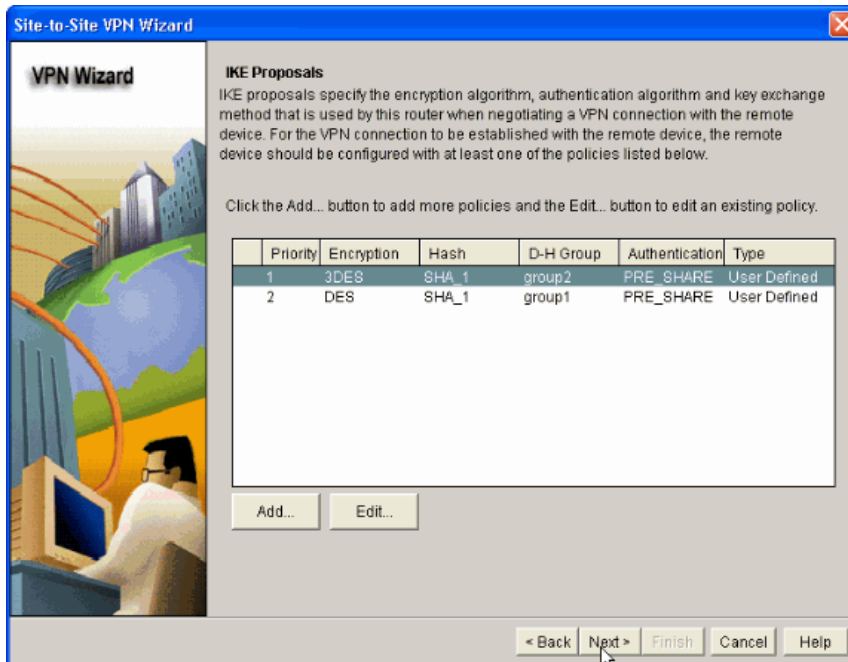 Site-to-Site VPN Wizard
VPN Wizard
IKE Proposals
IKE proposals specify the encryption algorithm, authentication algorithm and key exchange
method that is used by this router when negotiating a VPN connection with the remote
device. For the VPN connection to be established with the remote device, the remote
device should be configured with at least one of the policies listed below.
Click the Add... button to add more policies and the Edit... button to edit an existing policy.
Priority Encryption Hash D-H Group Authentication Type
1 3DES SHA_1 group2 PRE_SHARE User Defined
2 DES SHA_1 group1 PRE_SHARE User Defined
Add... Edit...
< Back Next > Finish Cancel Help